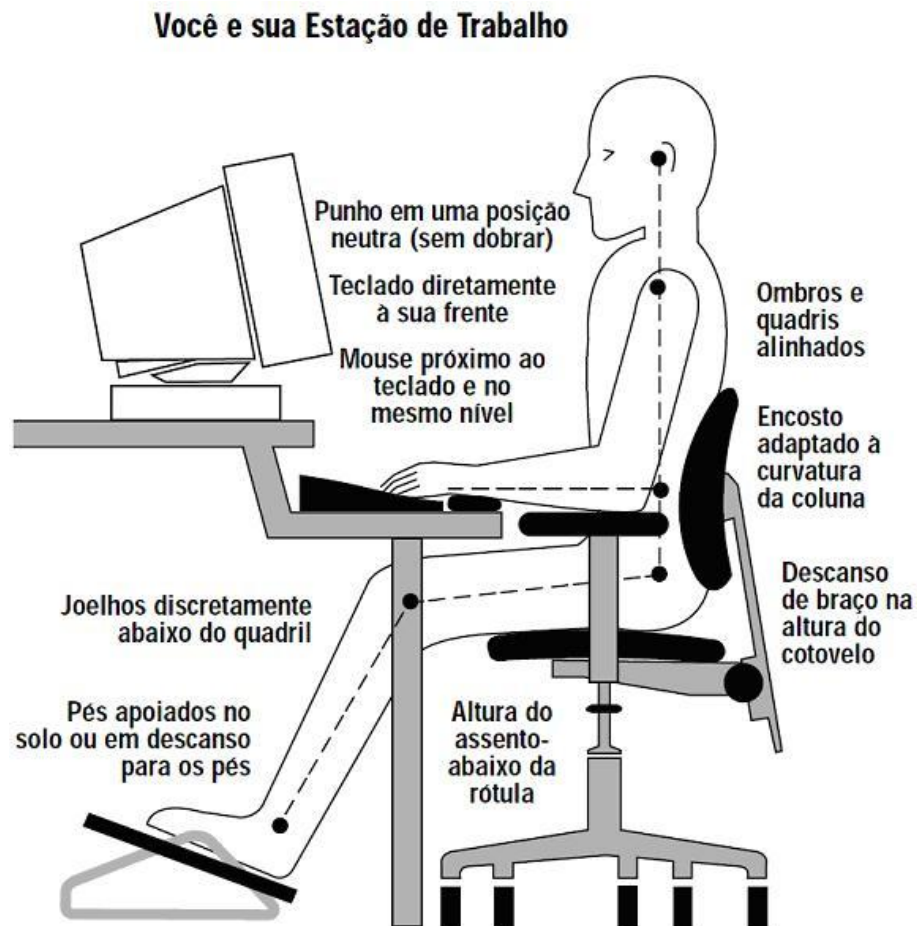 Você e sua Estação de Trabalho
Punho em uma posição
neutra (sem dobrar)
Teclado diretamente
à sua frente
Mouse próximo ao
teclado e no
mesmo nível
Ombros e
quadris
alinhados
Encosto
adaptado à
curvatura
da coluna
Descanso
de braço na
altura do
cotovelo
Joelhos discretamente
abaixo do quadril
Pés apoiados no
solo ou em descanso
para os pés
Altura do
assento-
abaixo da
rótula